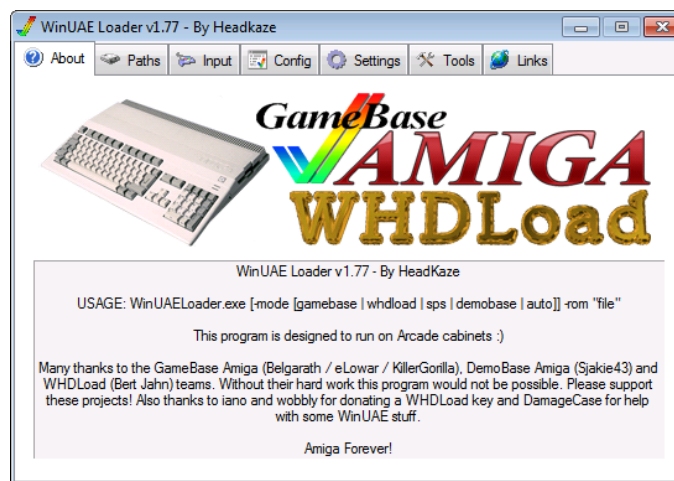 WinUAE Loader v1.77 - By Headkaze
About
Paths
Input
Config
Settings
Tools
Links
GameBase
AMIGA
WHDLoad
WinUAE Loader v1.77 - By HeadKaze
USAGE: WinUAELoader.exe [-mode [gamebase | whdload | sps | demobase | auto]] -rom "file"
This program is designed to run on Arcade cabinets :)
Many thanks to the GameBase Amiga (Belgarath / eLowar / KillerGorilla), DemoBase Amiga (Sjakie43) and
WHDLoad (Bert Jahn) teams. Without their hard work this program would not be possible. Please support
these projects! Also thanks to iano and wobbly for donating a WHDLoad key and DamageCase for help
with some WinUAE stuff.
Amiga Forever!